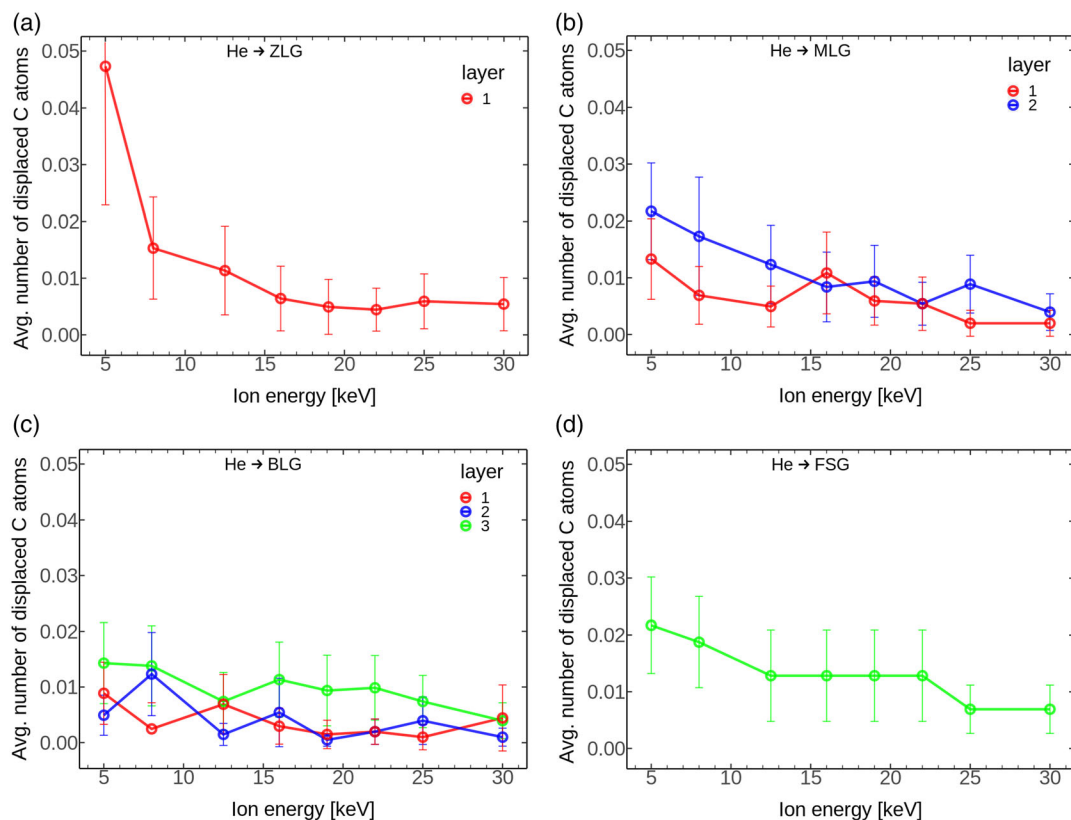 (a)
He → ZLG
layer
1
Avg. number of displaced C atoms
0.05
0.04
0.03
0.02
0.01
0.00
5 10 15 20 25 30
Ion energy [keV]
(b)
He → MLG
layer
1
2
Avg. number of displaced C atoms
0.05
0.04
0.03
0.02
0.01
0.00
5 10 15 20 25 30
Ion energy [keV]
(c)
He → BLG
layer
1
2
3
Avg. number of displaced C atoms
0.05
0.04
0.03
0.02
0.01
0.00
5 10 15 20 25 30
Ion energy [keV]
(d)
He → FSG
Avg. number of displaced C atoms
0.05
0.04
0.03
0.02
0.01
0.00
5 10 15 20 25 30
Ion energy [keV]